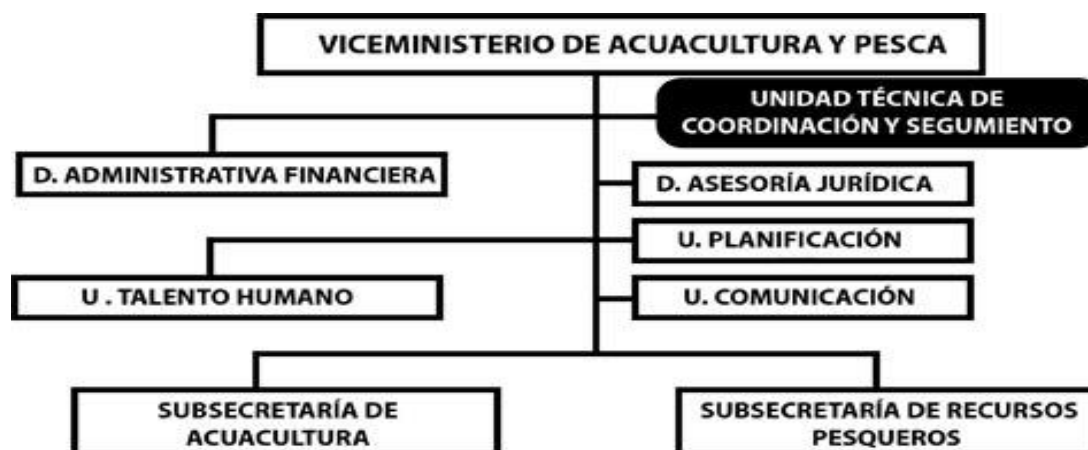 VICEMINISTERIO DE ACUACULTURA Y PESCA
UNIDAD TÉCNICA DE
COORDINACIÓN Y SEGUMIENTO
D. ADMINISTRATIVA FINANCIERA
D. ASESORÍA JURÍDICA
U. PLANIFICACIÓN
U . TALENTO HUMANO
U. COMUNICACIÓN
SUBSECRETARÍA DE
ACUACULTURA
SUBSECRETARÍA DE RECURSOS
PESQUEROS